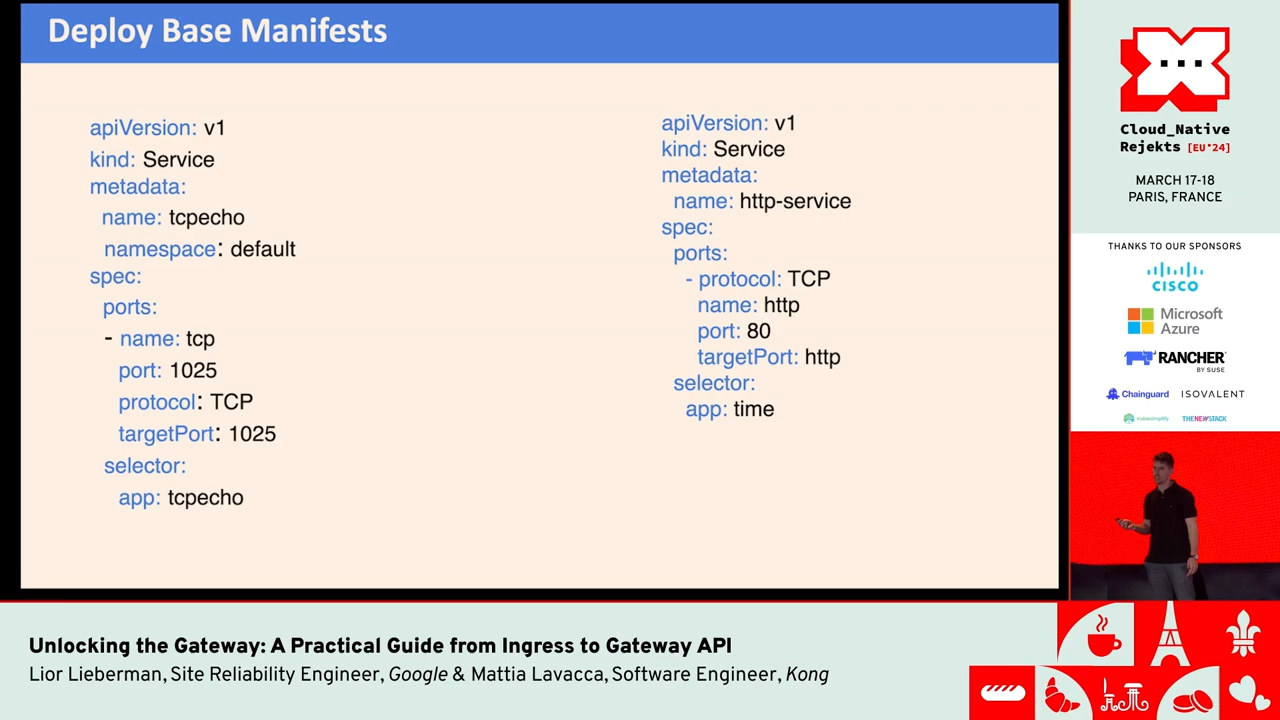 Deploy Base Manifests
apiVersion: v1
kind: Service
metadata:
name: tcpecho
namespace: default
spec:
ports:
- name: tcp
port: 1025
protocol: TCP
targetPort: 1025
selector:
app: tcpecho
apiVersion: v1
kind: Service
metadata:
name: http-service
spec:
ports:
- protocol: TCP
name: http
port: 80
targetPort: http
selector:
app: time
Cloud_Native
Rejekts [EU'24]
MARCH 17-18
PARIS, FRANCE
THANKS TO OUR SPONSORS
CISCO
Microsoft
Azure
RANCHER
BY SUSE
Chainguard ISOVALENT
kubesimplify THENEWSTACK
Unlocking the Gateway: A Practical Guide from Ingress to Gateway API
Lior Lieberman, Site Reliability Engineer, Google & Mattia Lavacca, Software Engineer, Kong